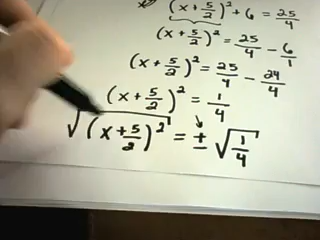 (x + 5/2)² + 6 = 25/4
(x + 5/2)² = 25/4 - 6/1
(x + 5/2)² = 25/4 - 24/4
(x + 5/2)² = 1/4
√(x + 5/2)² = ± √1/4